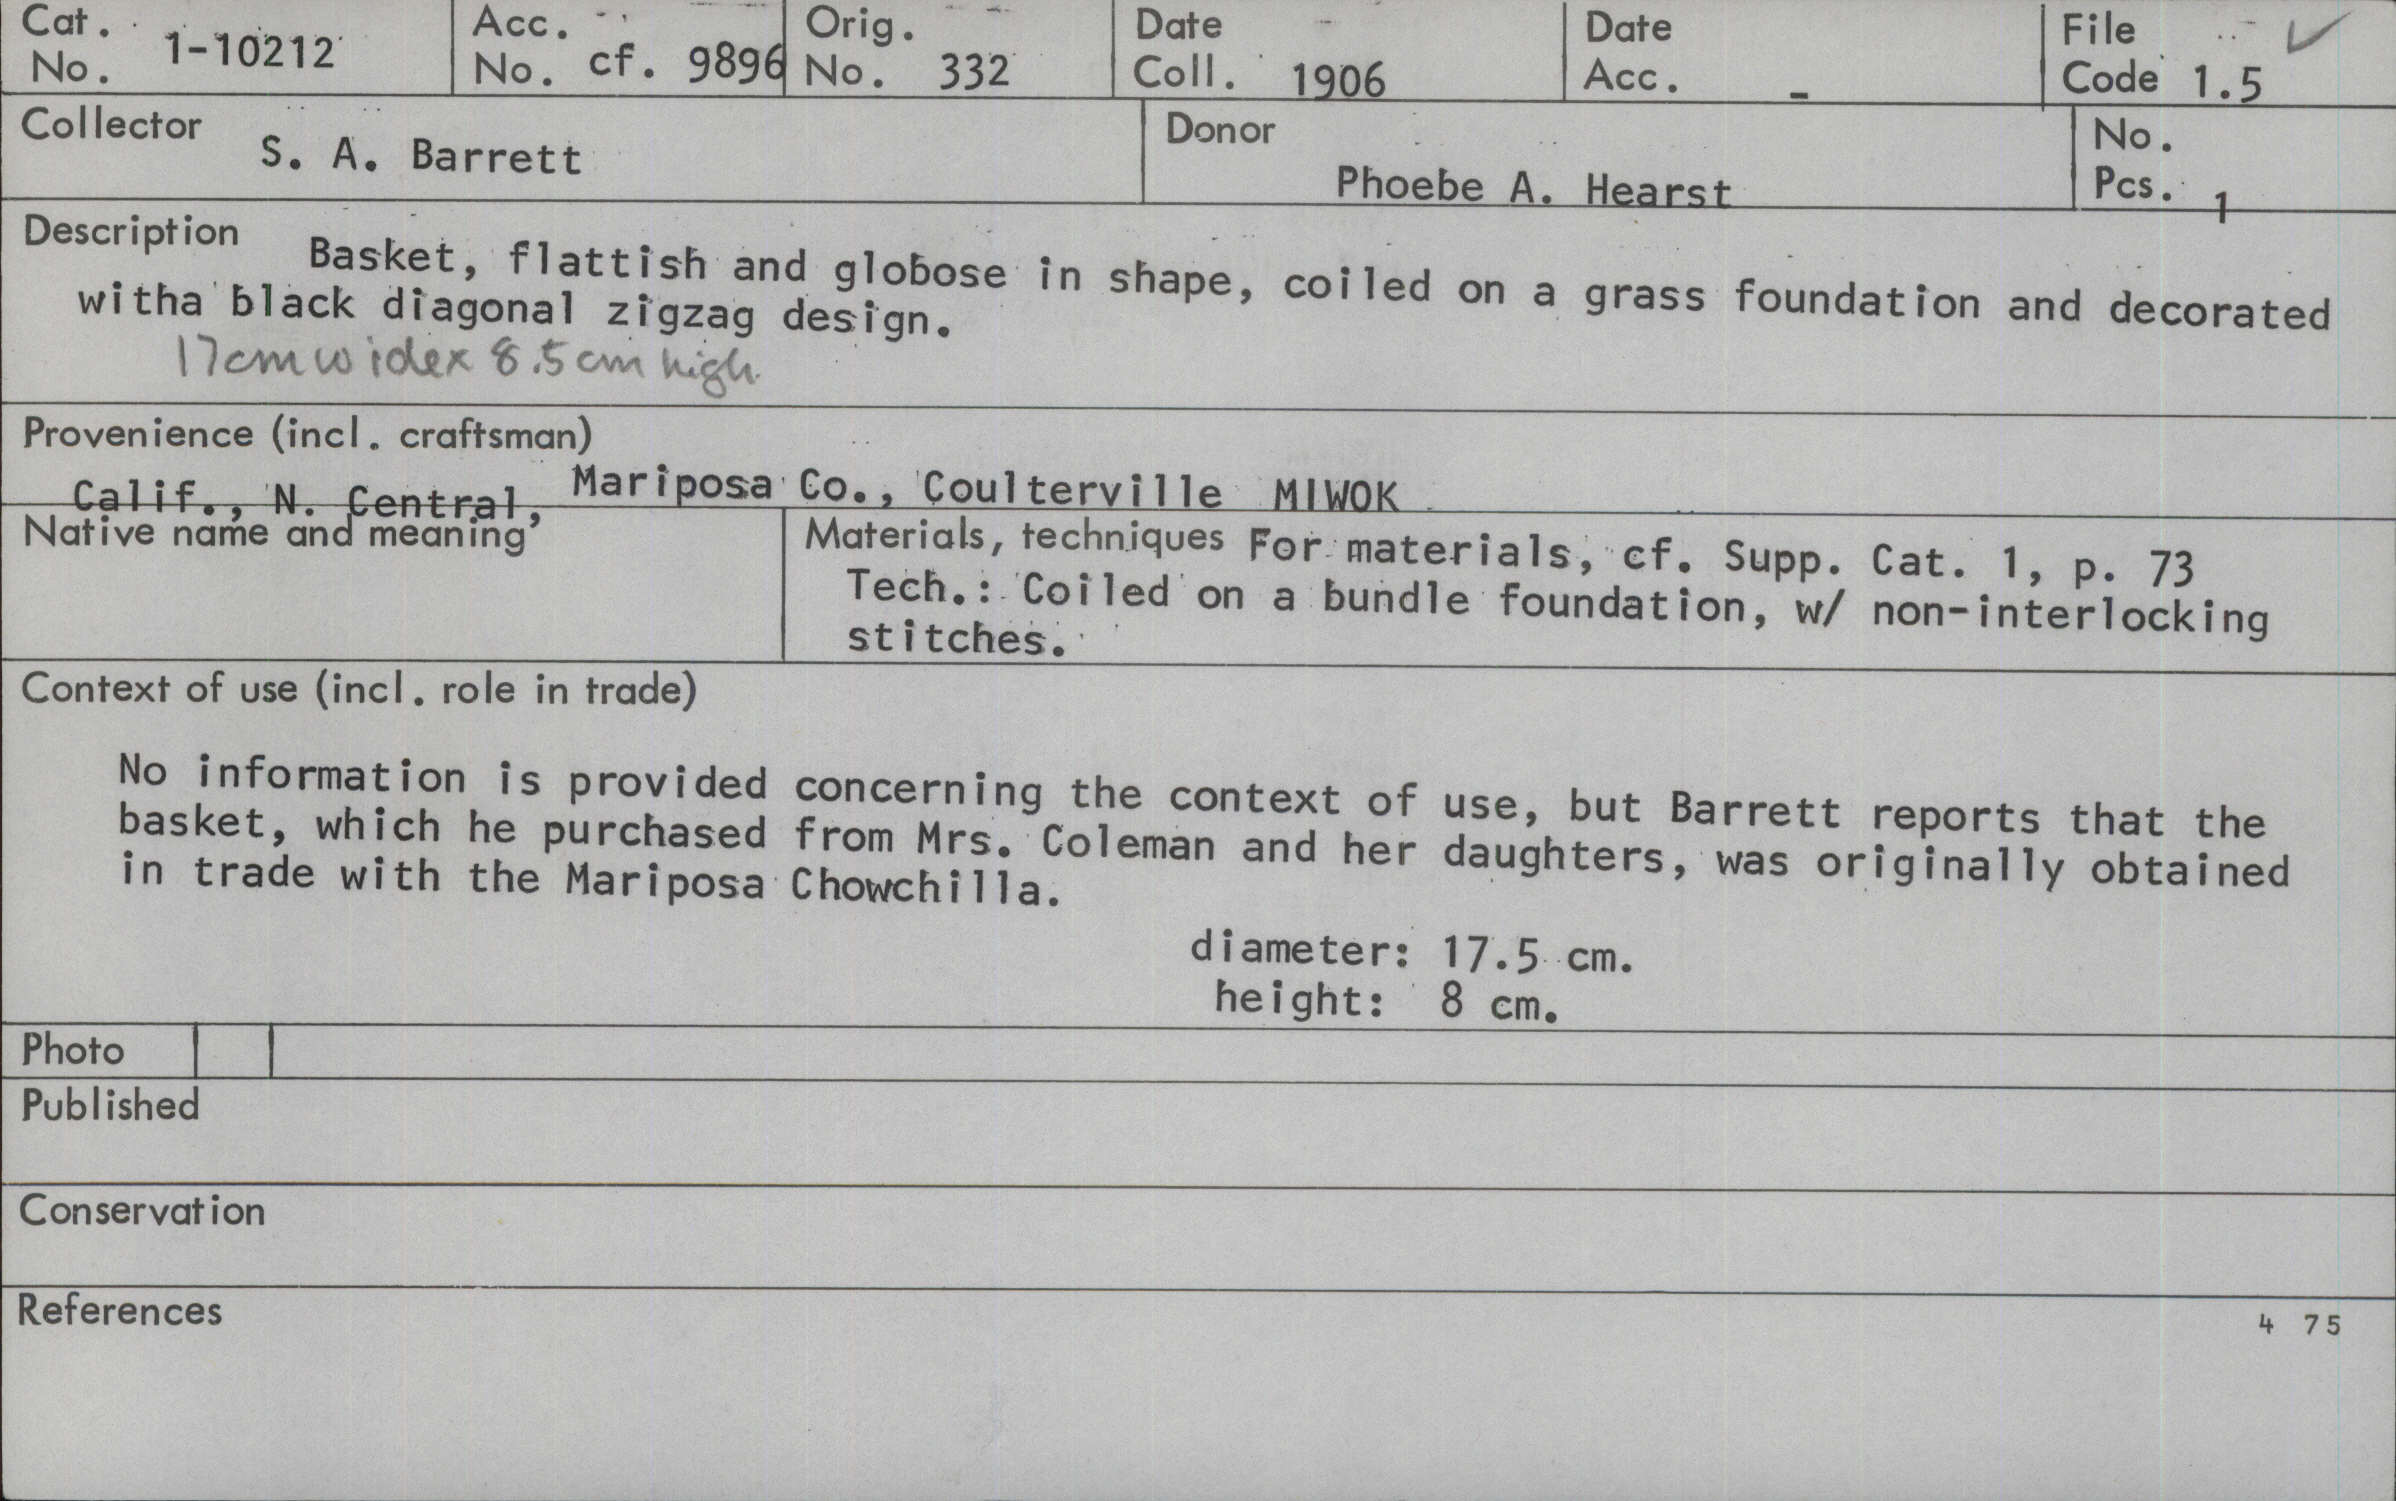 Cat. No. 1-10212
Acc. No. cf. 9896
Orig. No. 332
Date Coll. 1906
Date Acc. -
File Code 1.5 ✓
Collector S. A. Barrett
Donor Phoebe A. Hearst
No. Pcs. 1
Description Basket, flattish and globose in shape, coiled on a grass foundation and decorated
witha black diagonal zigzag design.
17cm wide x 8.5 cm high
Provenience (incl. craftsman)
Calif., N. Central, Mariposa Co., Coulterville MIWOK
Native name and meaning
Materials, techniques For materials, cf. Supp. Cat. 1, p. 73
Tech.: Coiled on a bundle foundation, w/ non-interlocking
stitches.
Context of use (incl. role in trade)
No information is provided concerning the context of use, but Barrett reports that the
basket, which he purchased from Mrs. Coleman and her daughters, was originally obtained
in trade with the Mariposa Chowchilla.
diameter: 17.5 cm.
height: 8 cm.
Photo
Published
Conservation
References
4 75